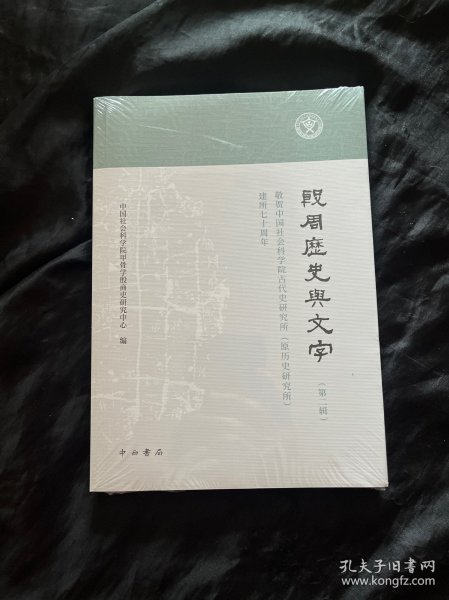 殷周歷史與文字
（第二辑）
敬贺中国社会科学院古代史研究所（原历史研究所）
建所七十周年
中国社会科学院甲骨学殷商史研究中心 编
中西書局
孔夫子旧书网
www.kongfz.com